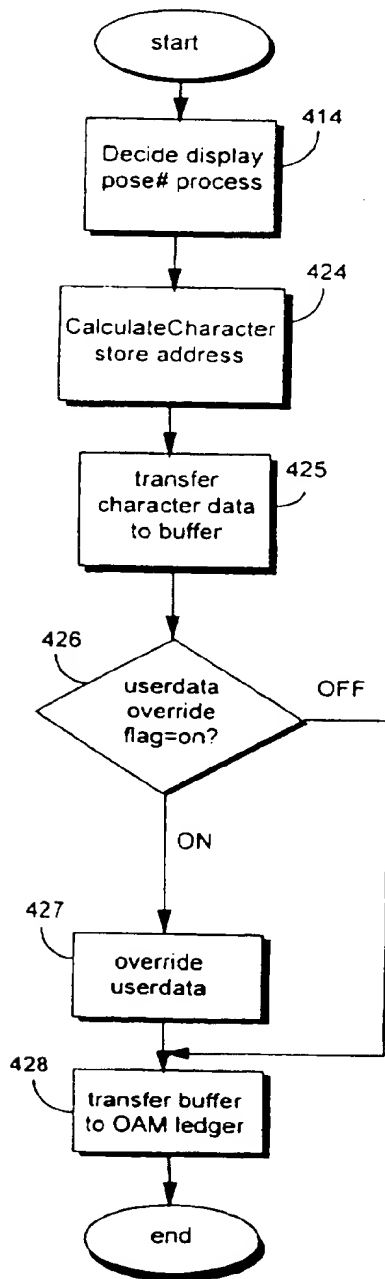 start
414
Decide display
pose# process
424
CalculateCharacter
store address
425
transfer
character data
to buffer
426
userdata
override
flag=on?
OFF
ON
427
override
userdata
428
transfer buffer
to OAM ledger
end